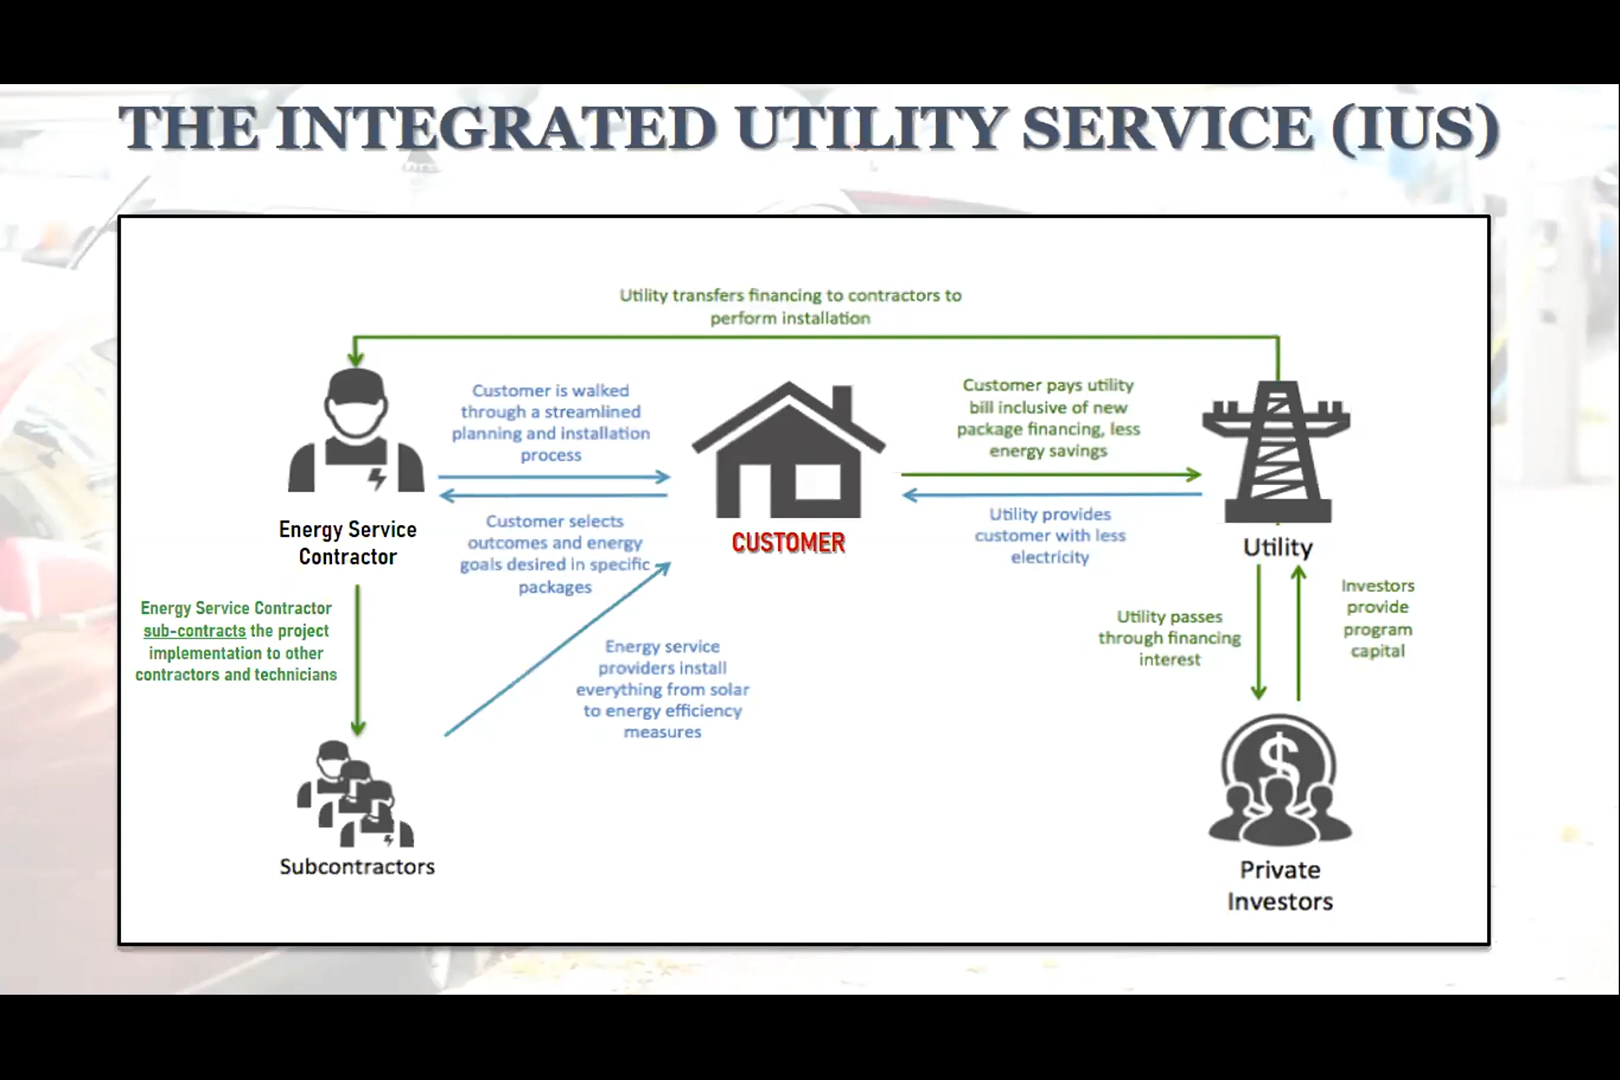 THE INTEGRATED UTILITY SERVICE (IUS)
Utility transfers financing to contractors to
perform installation
Customer is walked
through a streamlined
planning and installation
process
Customer pays utility
bill inclusive of new
package financing, less
energy savings
Energy Service
Contractor
Customer selects
outcomes and energy
goals desired in specific
packages
CUSTOMER
Utility provides
customer with less
electricity
Utility
Energy Service Contractor
sub-contracts the project
implementation to other
contractors and technicians
Energy service
providers install
everything from solar
to energy efficiency
measures
Utility passes
through financing
interest
Investors
provide
program
capital
Subcontractors
$
Private
Investors